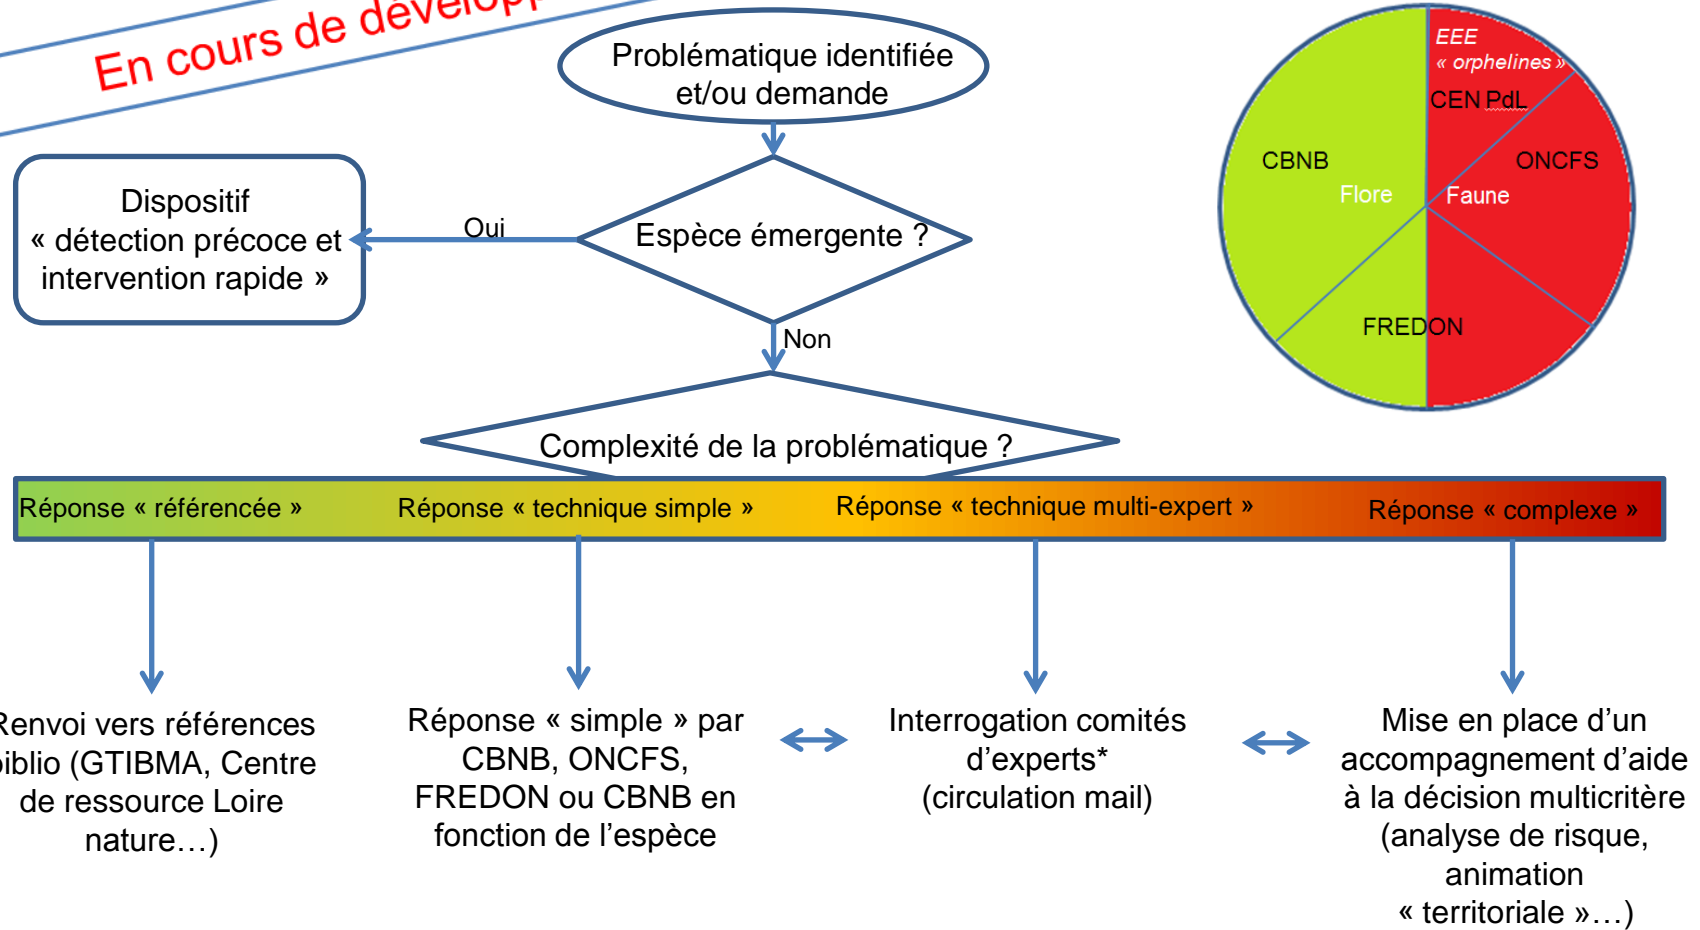 En cours de
Problématique identifiée
et/ou demande
EEE
« orphelines »
CEN PdL
CBNB
ONCFS
Flore
Faune
FREDON
Dispositif
« détection précoce et
intervention rapide »
Oui
Espèce émergente ?
Non
Complexité de la problématique ?
Réponse « référencée »
Réponse « technique simple »
Réponse « technique multi-expert »
Réponse « complexe »
Renvoi vers références
biblio (GTIBMA, Centre
de ressource Loire
nature…)
Réponse « simple » par
CBNB, ONCFS,
FREDON ou CBNB en
fonction de l’espèce
Interrogation comités
d’experts*
(circulation mail)
Mise en place d’un
accompagnement d’aide
à la décision multicritère
(analyse de risque,
animation
« territoriale »…)